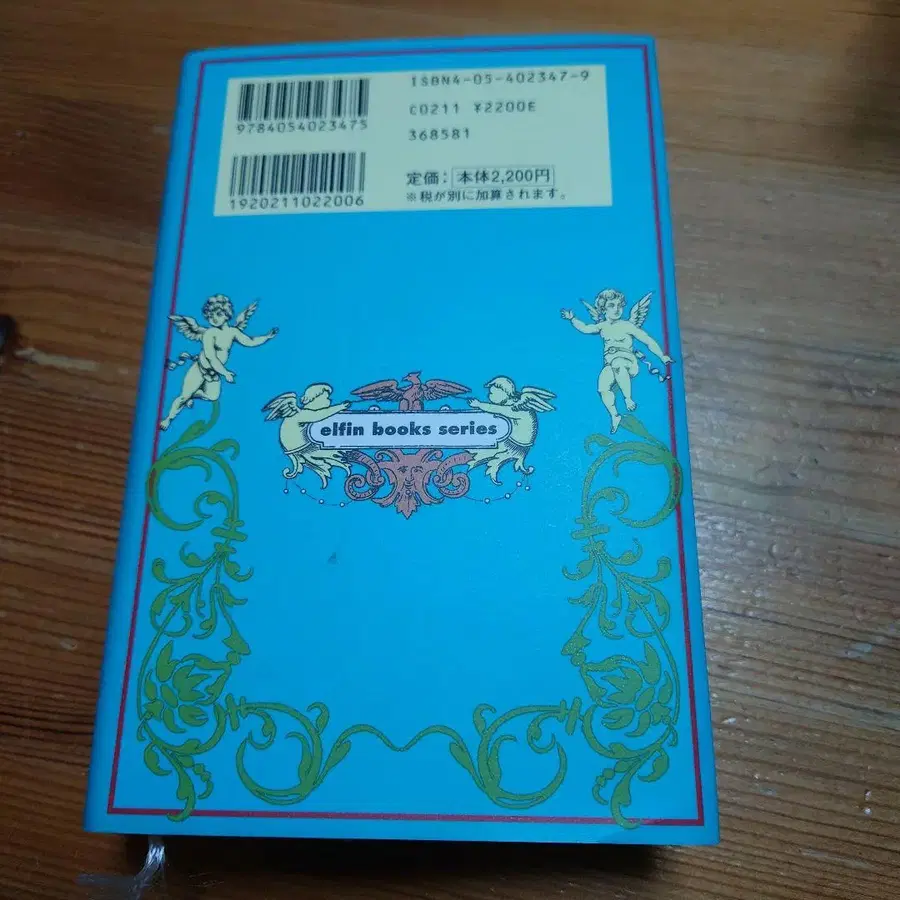 ISBN4-05-402347-9
9784054023475
C0211 ¥2200E
368581
1920211022006
定価：本体2,200円
※税が別に加算されます。
elfin books series